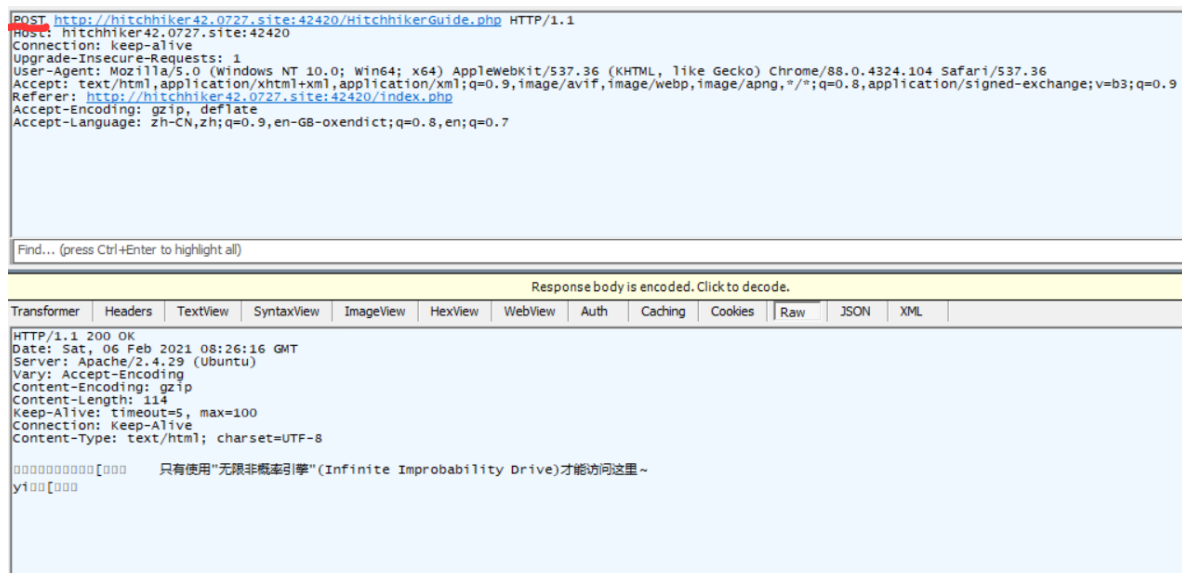 POST http://hitchhiker42.0727.site:42420/HitchhikerGuide.php HTTP/1.1
Host: hitchhiker42.0727.site:42420
Connection: keep-alive
Upgrade-Insecure-Requests: 1
User-Agent: Mozilla/5.0 (Windows NT 10.0; Win64; x64) AppleWebKit/537.36 (KHTML, like Gecko) Chrome/88.0.4324.104 Safari/537.36
Accept: text/html,application/xhtml+xml,application/xml;q=0.9,image/avif,image/webp,image/apng,*/*;q=0.8,application/signed-exchange;v=b3;q=0.9
Referer: http://hitchhiker42.0727.site:42420/index.php
Accept-Encoding: gzip, deflate
Accept-Language: zh-CN,zh;q=0.9,en-GB-oxendict;q=0.8,en;q=0.7
Find... (press Ctrl+Enter to highlight all)
Response body is encoded. Click to decode.
Transformer Headers TextView SyntaxView ImageView HexView WebView Auth Caching Cookies Raw JSON XML
HTTP/1.1 200 OK
Date: Sat, 06 Feb 2021 08:26:16 GMT
Server: Apache/2.4.29 (Ubuntu)
Vary: Accept-Encoding
Content-Encoding: gzip
Content-Length: 114
Keep-Alive: timeout=5, max=100
Connection: Keep-Alive
Content-Type: text/html; charset=UTF-8
□□□□□□□□□□[□□□ 只有使用"无限非概率引擎"(Infinite Improbability Drive)才能访问这里~
yi□□[□□□